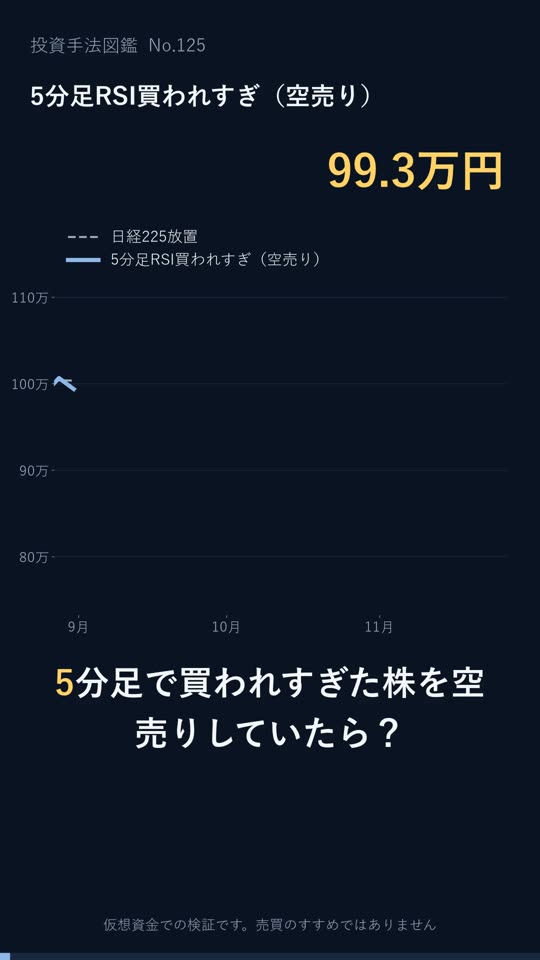 投資手法図鑑 No.125
5分足RSI買われすぎ（空売り）
99.3万円
日経225放置
5分足RSI買われすぎ（空売り）
110万
100万
90万
80万
9月 10月 11月
5分足で買われすぎた株を空
売りしていたら？
仮想資金での検証です。売買のすすめではありません